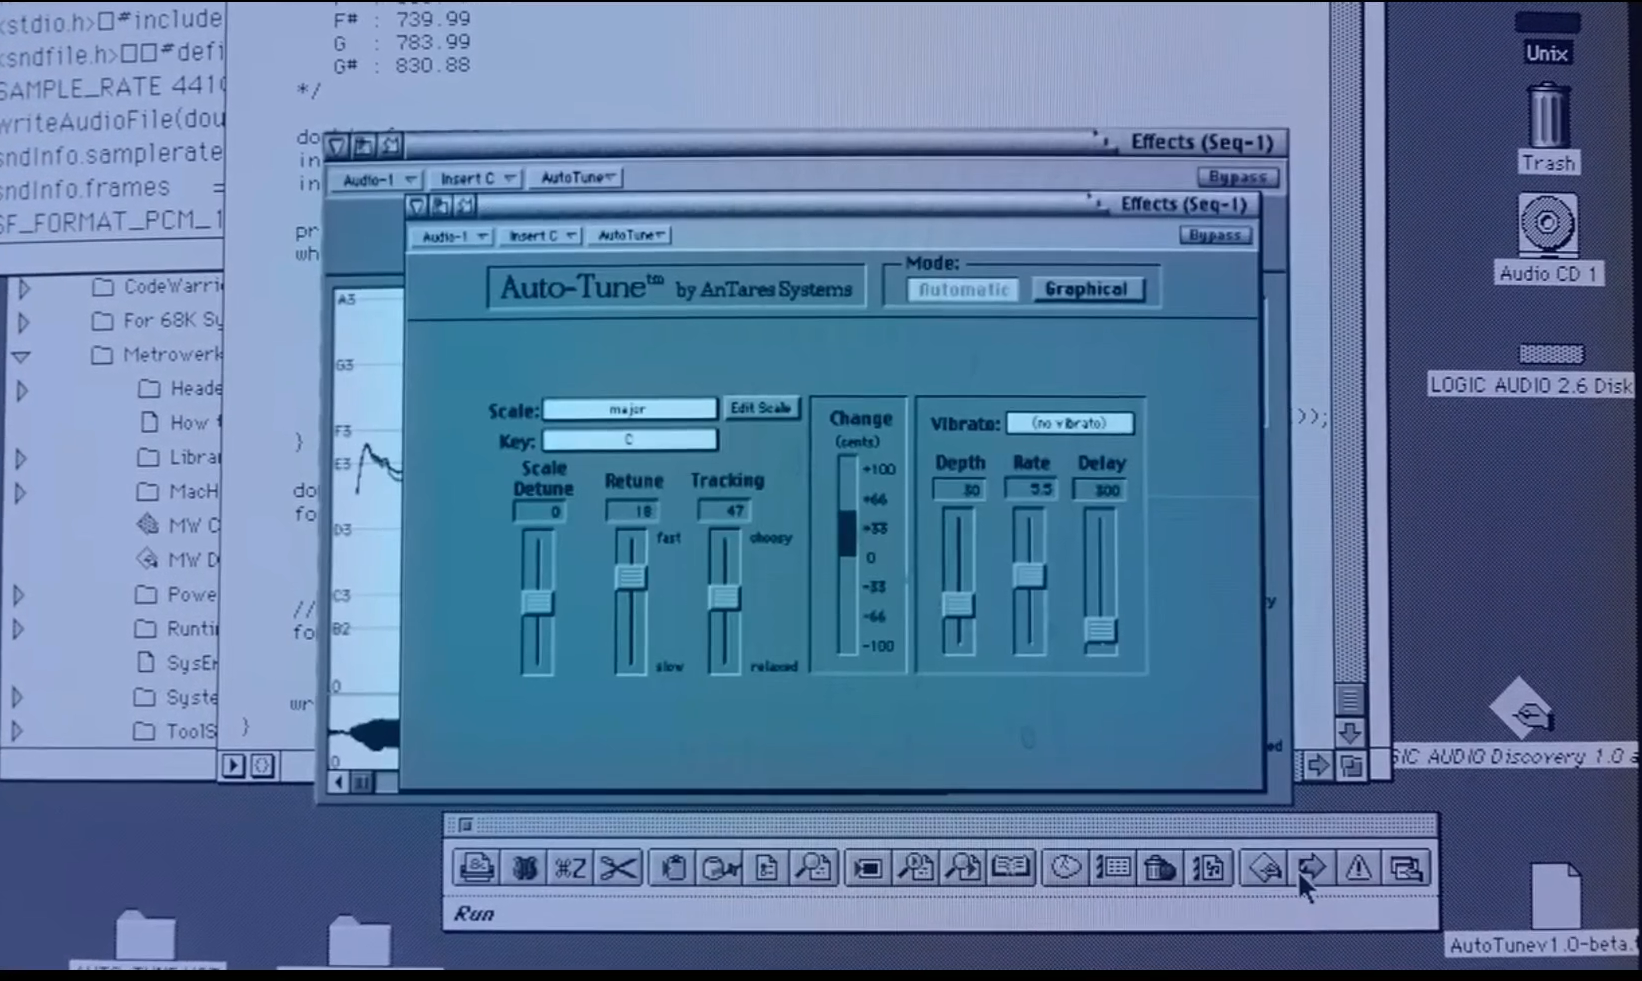 <stdio.h>□#include
<sndfile.h>□□#defi
SAMPLE_RATE 4410
writeAudioFile(dou
sndInfo.samplerate
sndInfo.frames =
SF_FORMAT_PCM_1
F# : 739.99
G : 783.99
G# : 830.88
*/
do
in
in
pr
wh
}
do
fo
//
fo
wr
}
));
CodeWarri
For 68K Su
Metrowerk
Heade
How t
Libra
MacH
MW C
MW D
Powe
Runti
SysEr
Syste
ToolS
Effects (Seq-1)
Audio-1 Insert C AutoTune Bypass
A3
G3
F3
E3
D3
C3
B2
0
0
Effects (Seq-1)
Audio-1 Insert C AutoTune Bypass
Auto-Tune™ by AnTares Systems
Mode:
Automatic Graphical
Scale: major Edit Scale
Key: C
Scale Detune
0
Retune
18
fast
slow
Tracking
47
choosy
relaxed
Change
(cents)
+100
+66
+33
0
-33
-66
-100
Vibrato: (no vibrato)
Depth Rate Delay
30 5.5 300
y
ed
⌘Z
Run
Unix
Trash
Audio CD 1
LOGIC AUDIO 2.6 Disk
GIC AUDIO Discovery 1.0 a
AutoTunev1.0-beta.